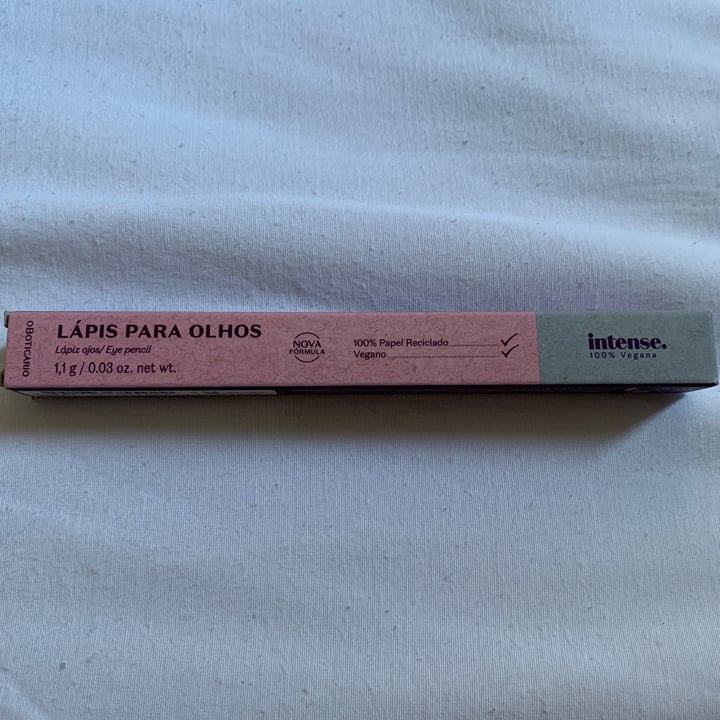 OBOTICÁRIO
LÁPIS PARA OLHOS
Lápiz ojos/ Eye pencil
1,1 g / 0.03 oz. net wt.
NOVA
FÓRMULA
100% Papel Reciclado
Vegano
intense.
100% Vegana